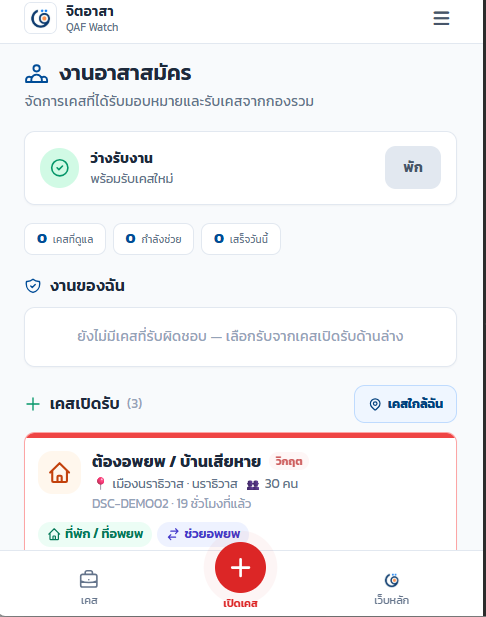 จิตอาสา
QAF Watch
งานอาสาสมัคร
จัดการเคสที่ได้รับมอบหมายและรับเคสจากกองรวม
ว่างรับงาน
พร้อมรับเคสใหม่
พัก
0 เคสที่ดูแล
0 กำลังช่วย
0 เสร็จวันนี้
งานของฉัน
ยังไม่มีเคสที่รับผิดชอบ — เลือกรับจากเคสเปิดรับด้านล่าง
เคสเปิดรับ (3)
เคสใกล้ฉัน
ต้องอพยพ / บ้านเสียหาย วิกฤต
เมืองนราธิวาส · นราธิวาส 30 คน
DSC-DEMO02 · 19 ชั่วโมงที่แล้ว
ที่พัก / ที่อพยพ
ช่วยอพยพ
เคส
เปิดเคส
เว็บหลัก